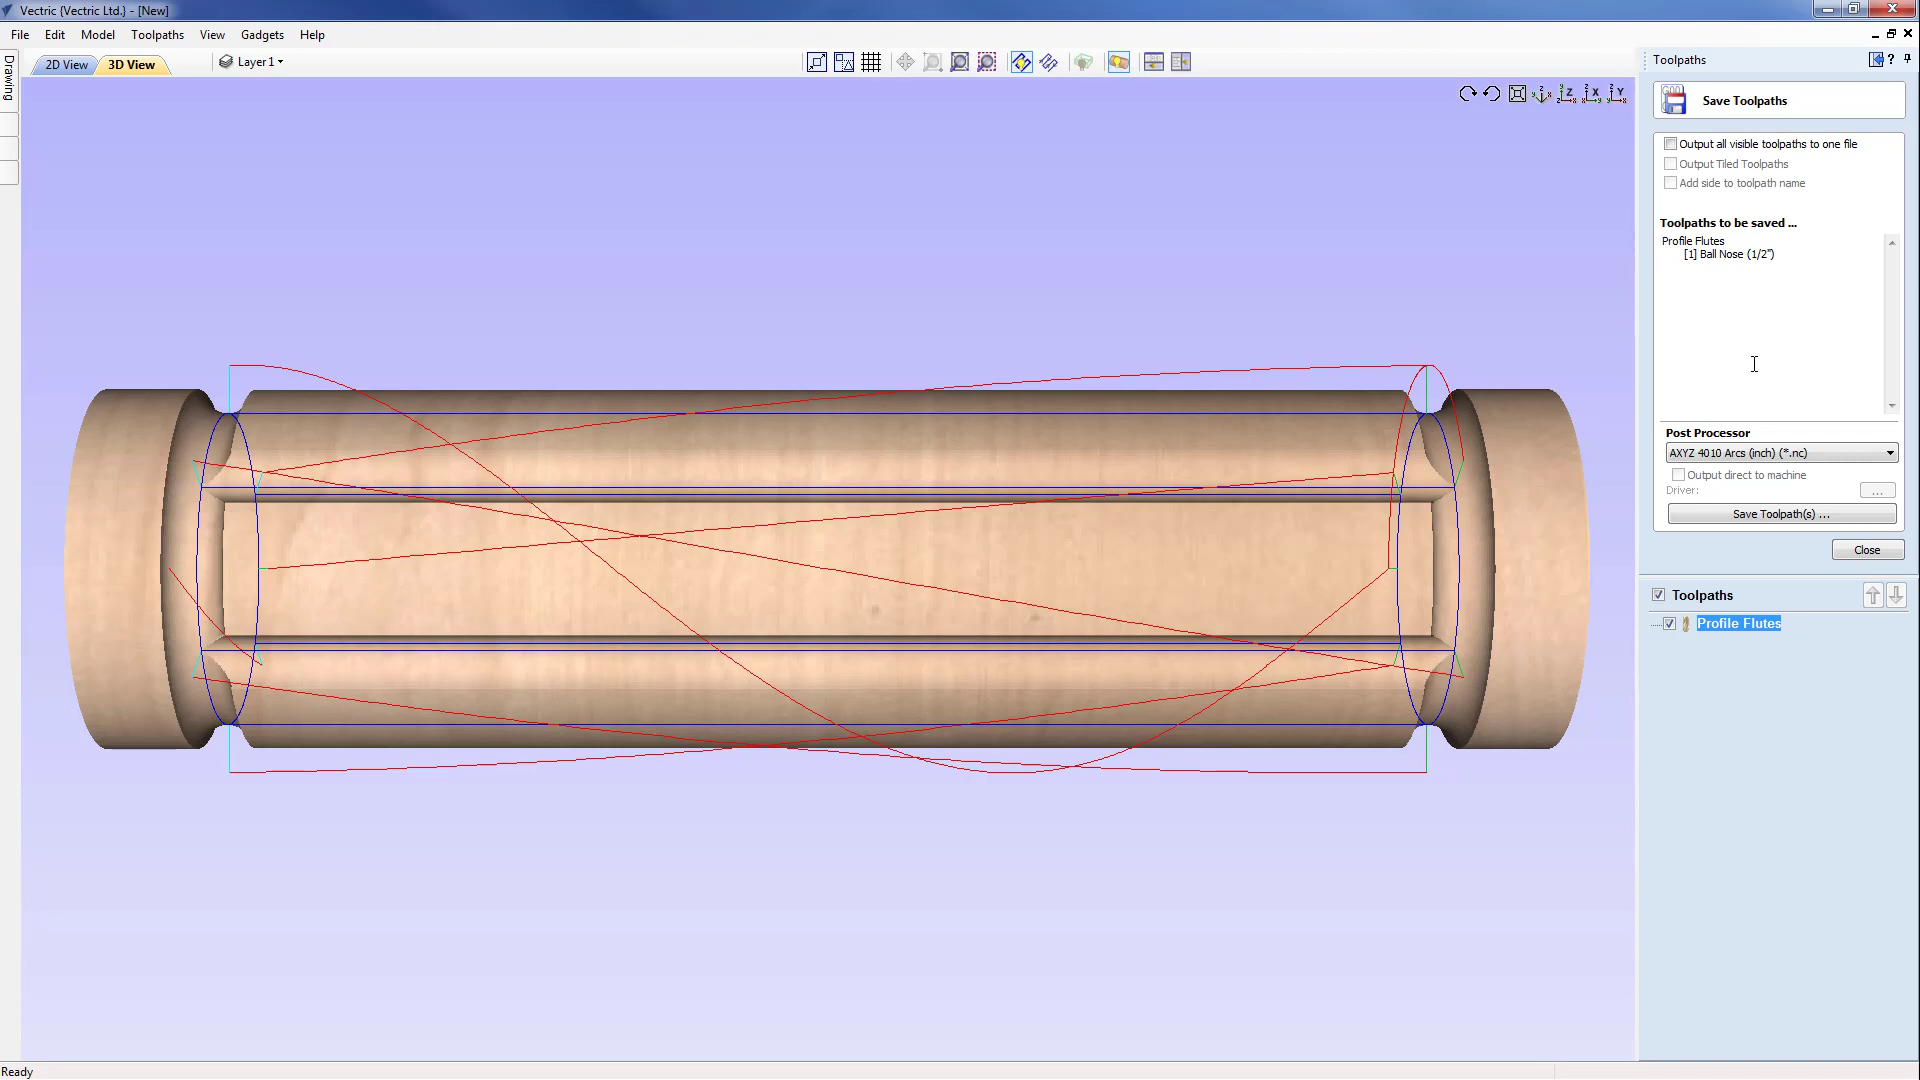 Vectric {Vectric Ltd.} - [New]
File Edit Model Toolpaths View Gadgets Help
Drawing
2D View 3D View Layer 1
Toolpaths
Save Toolpaths
Output all visible toolpaths to one file
Output Tiled Toolpaths
Add side to toolpath name
Toolpaths to be saved ...
Profile Flutes
[1] Ball Nose (1/2")
Post Processor
AXYZ 4010 Arcs (inch) (*.nc)
Output direct to machine
Driver: ...
Save Toolpath(s) ...
Close
Toolpaths
Profile Flutes
Ready